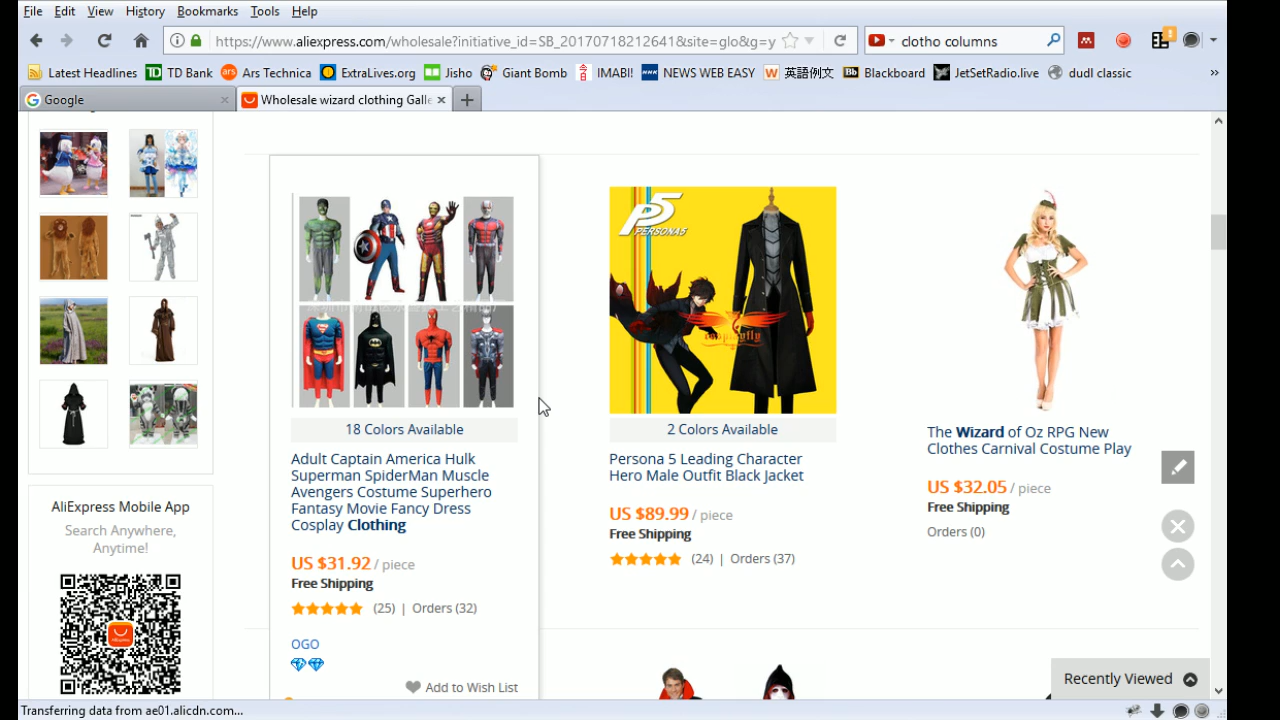 File Edit View History Bookmarks Tools Help
https://www.aliexpress.com/wholesale?initiative_id=SB_20170718212641&site=glo&g=y
clotho columns
1
Latest Headlines TD TD Bank ars Ars Technica ExtraLives.org Jisho Giant Bomb IMABI! NHK NEWS WEB EASY W 英語例文 Bb Blackboard JetSetRadio.live dudl classic »
Google
Wholesale wizard clothing Galle
P5
PERSONA5
18 Colors Available
Adult Captain America Hulk
Superman SpiderMan Muscle
Avengers Costume Superhero
Fantasy Movie Fancy Dress
Cosplay Clothing
US $31.92 / piece
Free Shipping
(25) | Orders (32)
OGO
Add to Wish List
2 Colors Available
Persona 5 Leading Character
Hero Male Outfit Black Jacket
US $89.99 / piece
Free Shipping
(24) | Orders (37)
The Wizard of Oz RPG New
Clothes Carnival Costume Play
US $32.05 / piece
Free Shipping
Orders (0)
AliExpress Mobile App
Search Anywhere,
Anytime!
Recently Viewed
Transferring data from ae01.alicdn.com...